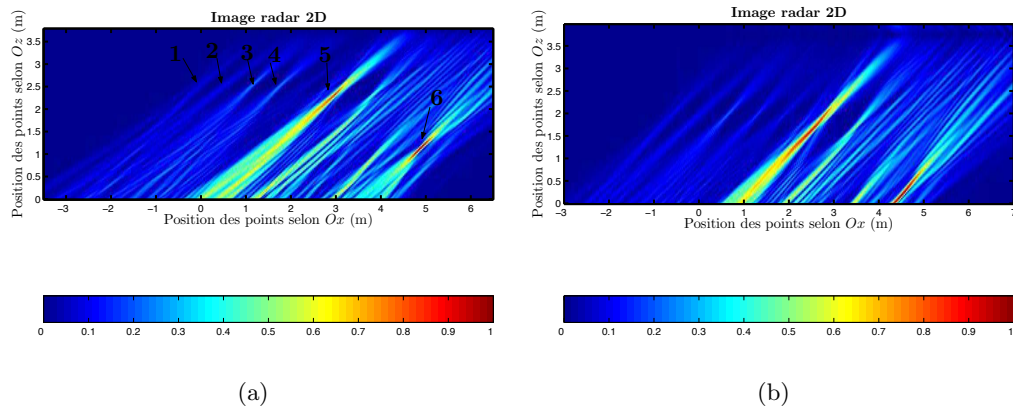 Image radar 2D
Position des points selon Oz (m)
3.5
3
2.5
2
1.5
1
0.5
0
1 2 3 4 5 6
−3 −2 −1 0 1 2 3 4 5 6
Position des points selon Ox (m)
0 0.1 0.2 0.3 0.4 0.5 0.6 0.7 0.8 0.9 1
(a)
Image radar 2D
Position des points selon Oz (m)
4
3.5
3
2.5
2
1.5
1
0.5
0
−3 −2 −1 0 1 2 3 4 5 6 7
Position des points selon Ox (m)
0 0.1 0.2 0.3 0.4 0.5 0.6 0.7 0.8 0.9 1
(b)